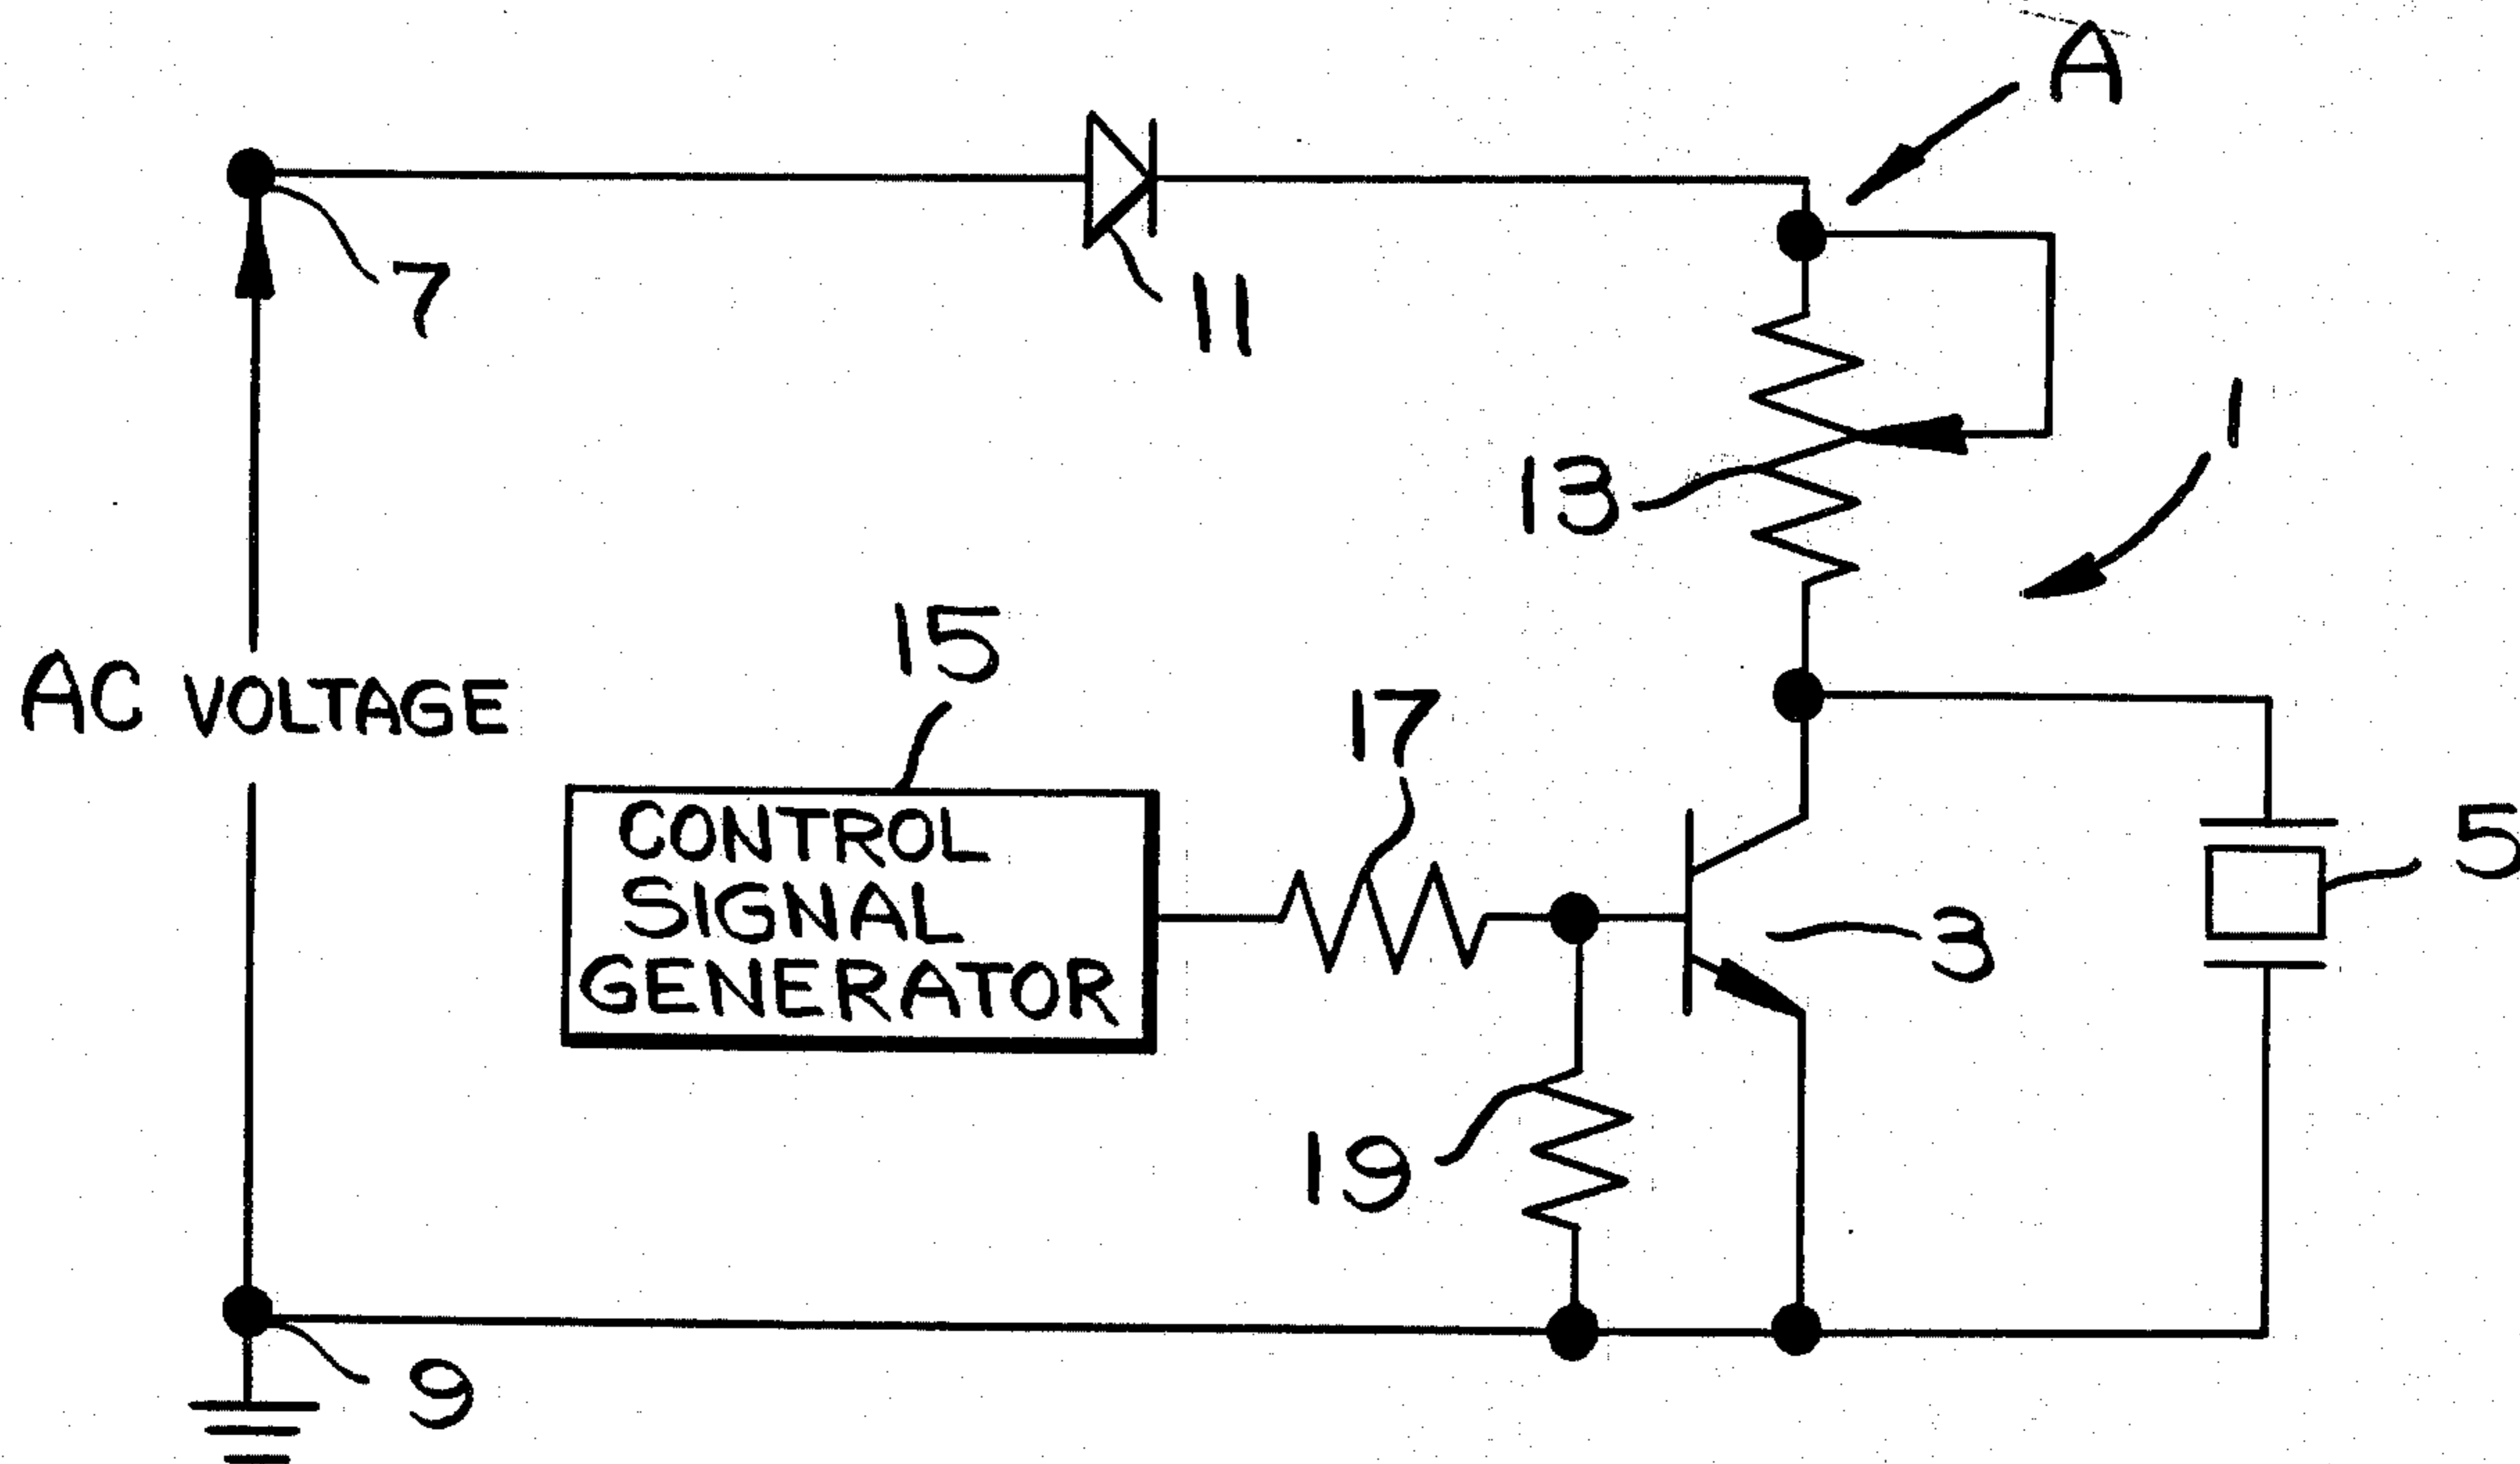 A
7
11
1
13
15
AC VOLTAGE
17
CONTROL
SIGNAL
GENERATOR
5
3
19
9